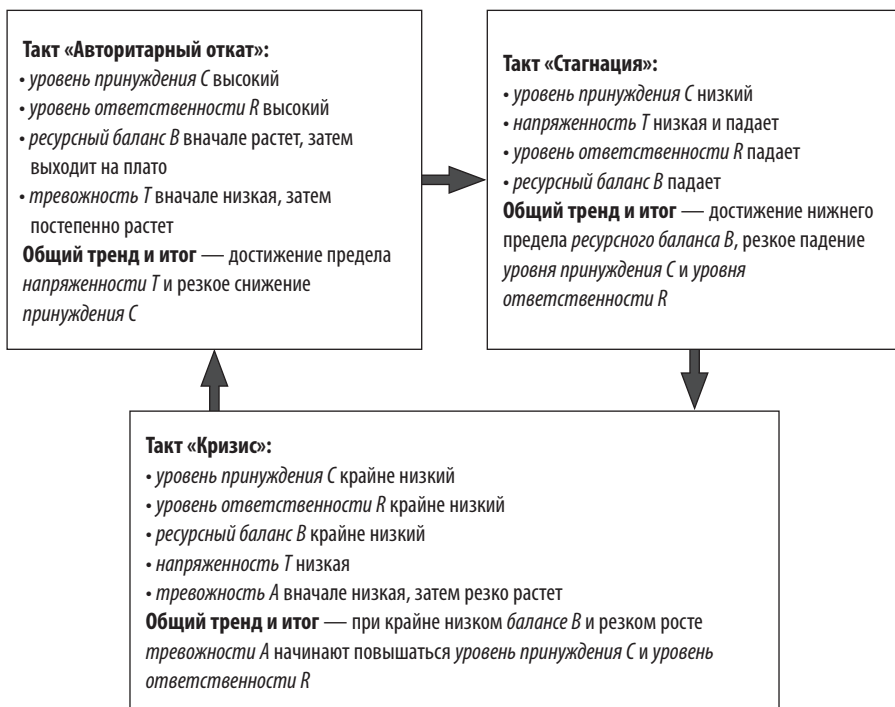 Такт «Авторитарный откат»:
• уровень принуждения C высокий
• уровень ответственности R высокий
• ресурсный баланс B вначале растет, затем
выходит на плато
• тревожность T вначале низкая, затем
постепенно растет
Общий тренд и итог — достижение предела
напряженности T и резкое снижение
принуждения C
Такт «Стагнация»:
• уровень принуждения C низкий
• напряженность T низкая и падает
• уровень ответственности R падает
• ресурсный баланс B падает
Общий тренд и итог — достижение нижнего
предела ресурсного баланса B, резкое падение
уровня принуждения C и уровня
ответственности R
Такт «Кризис»:
• уровень принуждения C крайне низкий
• уровень ответственности R крайне низкий
• ресурсный баланс B крайне низкий
• напряженность T низкая
• тревожность A вначале низкая, затем резко растет
Общий тренд и итог — при крайне низком балансе B и резком росте
тревожности A начинают повышаться уровень принуждения C и уровень
ответственности R